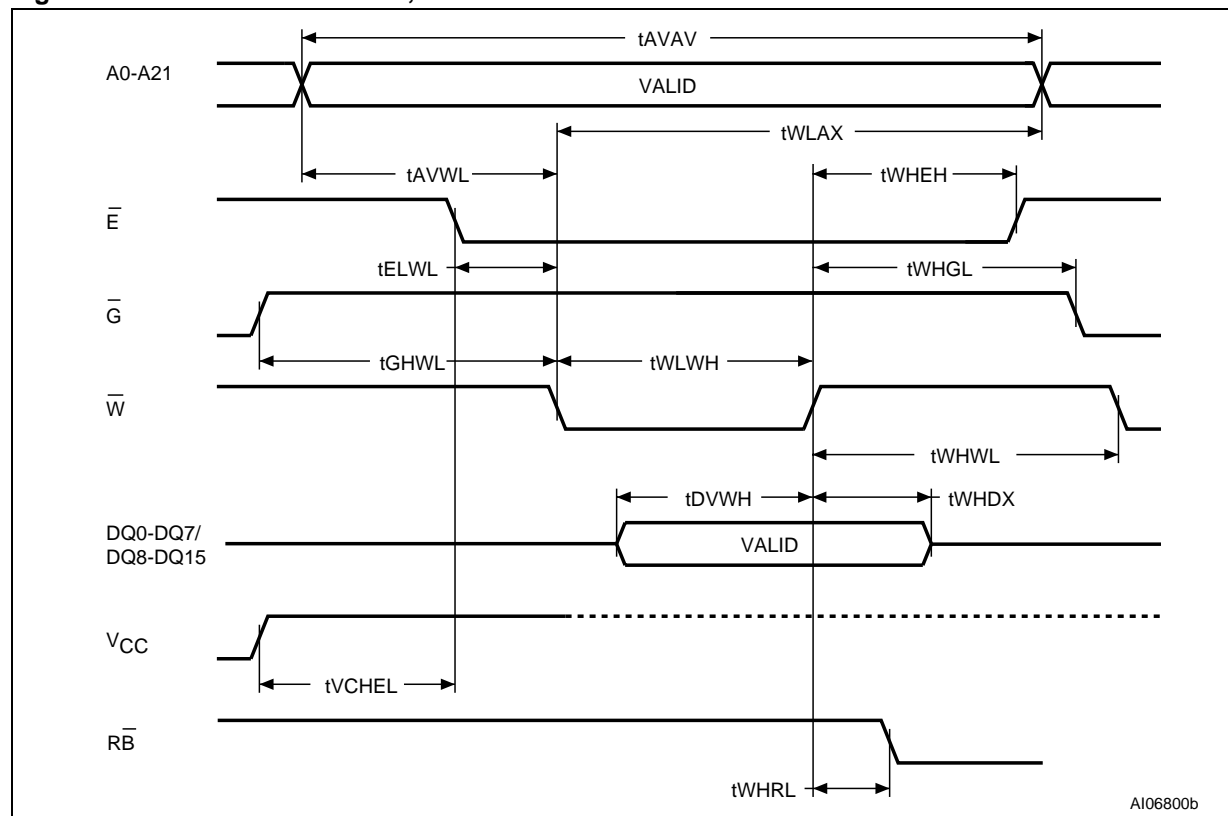 tAVAV
A0-A21
VALID
tWLAX
tAVWL
tWHEH
E̅
tELWL
tWHGL
G̅
tGHWL
tWLWH
W̅
tWHWL
tDVWH
tWHDX
DQ0-DQ7/
DQ8-DQ15
VALID
VCC
tVCHEL
RB̅
tWHRL
AI06800b